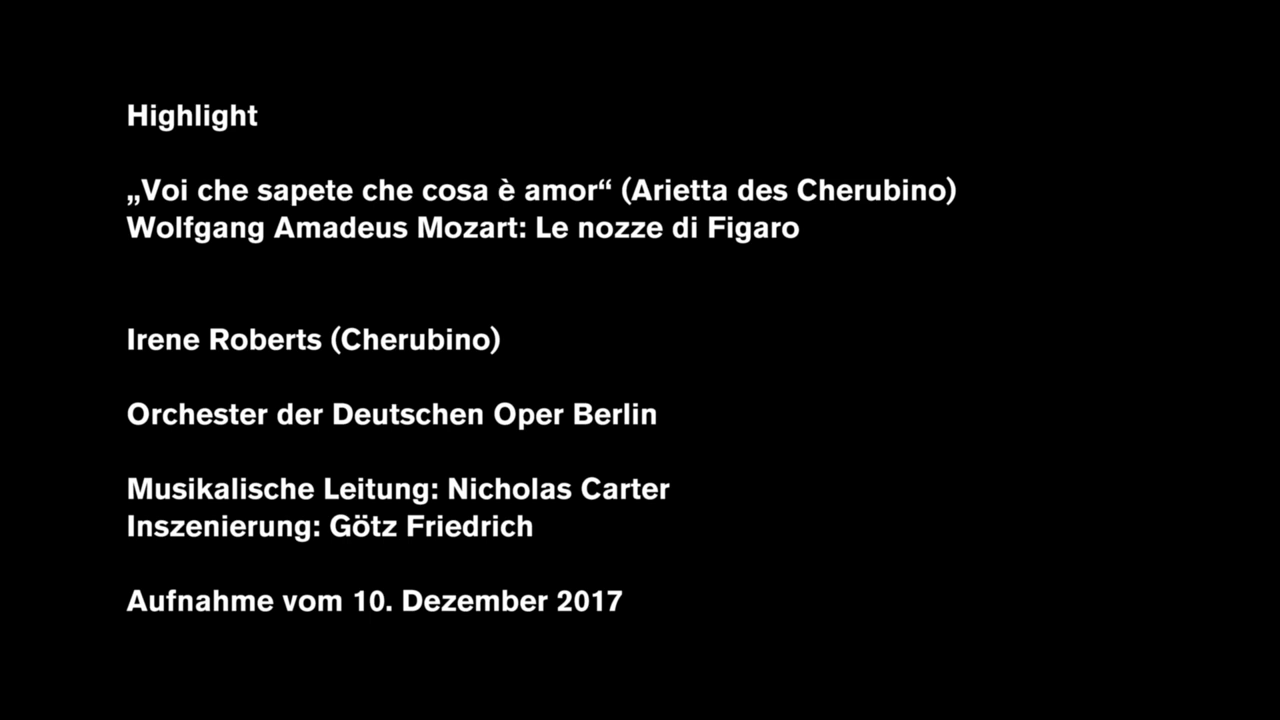 Highlight
„Voi che sapete che cosa è amor“ (Arietta des Cherubino)
Wolfgang Amadeus Mozart: Le nozze di Figaro
Irene Roberts (Cherubino)
Orchester der Deutschen Oper Berlin
Musikalische Leitung: Nicholas Carter
Inszenierung: Götz Friedrich
Aufnahme vom 10. Dezember 2017